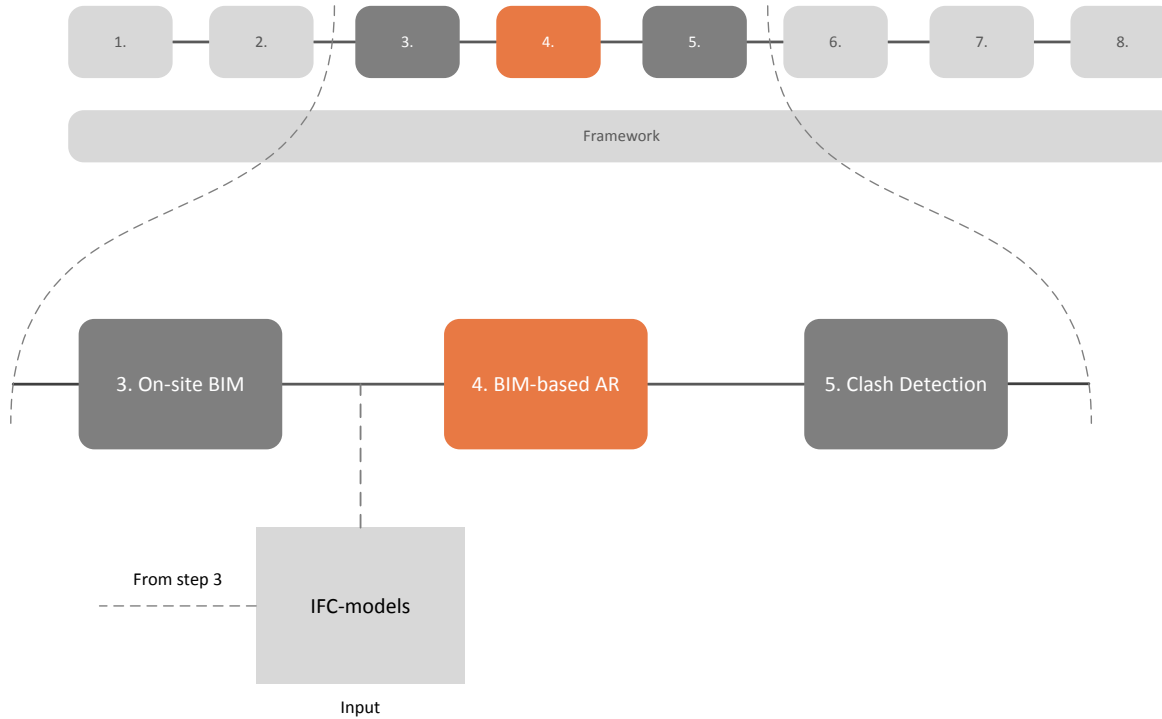 1.
2.
3.
4.
5.
6.
7.
8.
Framework
3. On-site BIM
4. BIM-based AR
5. Clash Detection
From step 3
IFC-models
Input